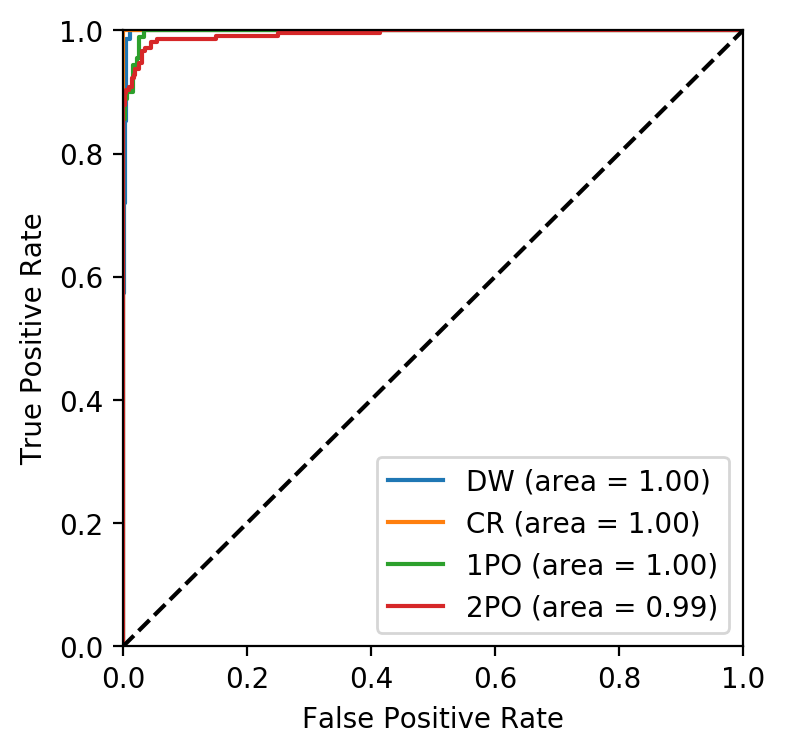 1.0
0.8
0.6
0.4
0.2
0.0
True Positive Rate
DW (area = 1.00)
CR (area = 1.00)
1PO (area = 1.00)
2PO (area = 0.99)
0.0 0.2 0.4 0.6 0.8 1.0
False Positive Rate